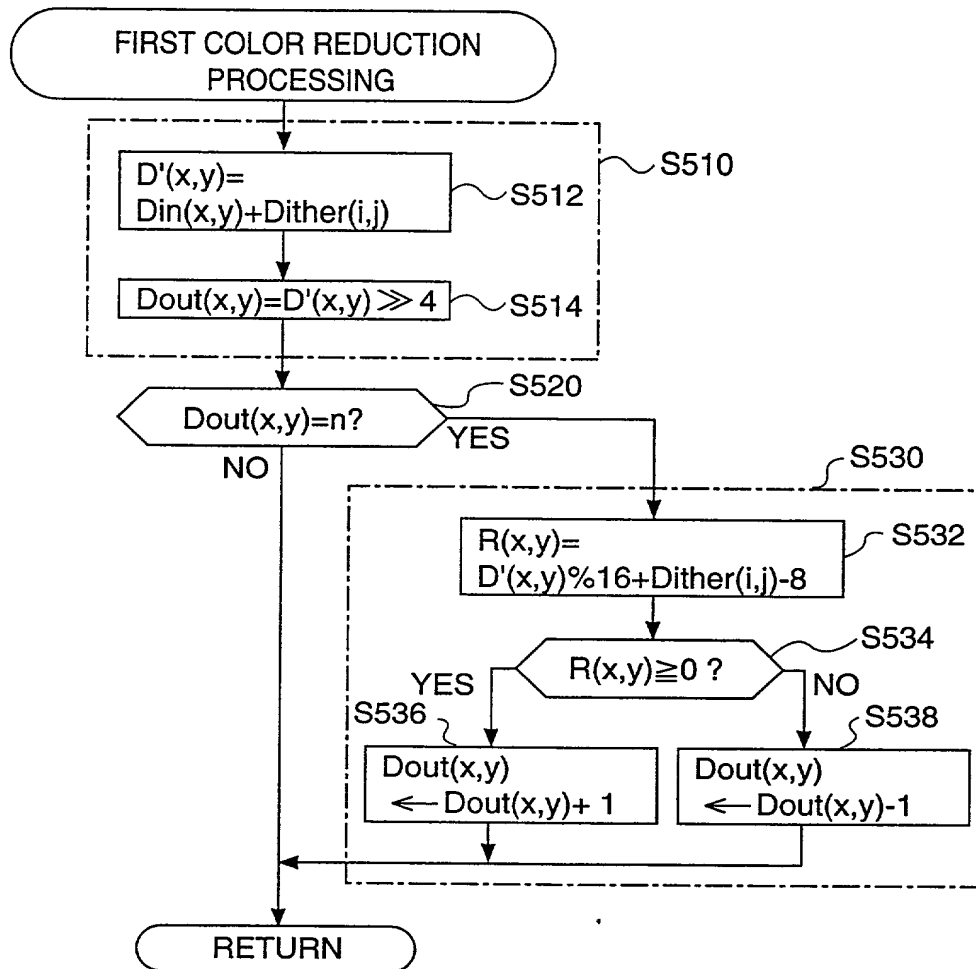 FIRST COLOR REDUCTION
PROCESSING
S510
D'(x,y)=
Din(x,y)+Dither(i,j)
S512
Dout(x,y)=D'(x,y)≫4
S514
S520
Dout(x,y)=n?
YES
NO
S530
R(x,y)=
D'(x,y)%16+Dither(i,j)-8
S532
S534
R(x,y)≧0 ?
YES
NO
S536
S538
Dout(x,y)
← Dout(x,y)+ 1
Dout(x,y)
← Dout(x,y)-1
RETURN